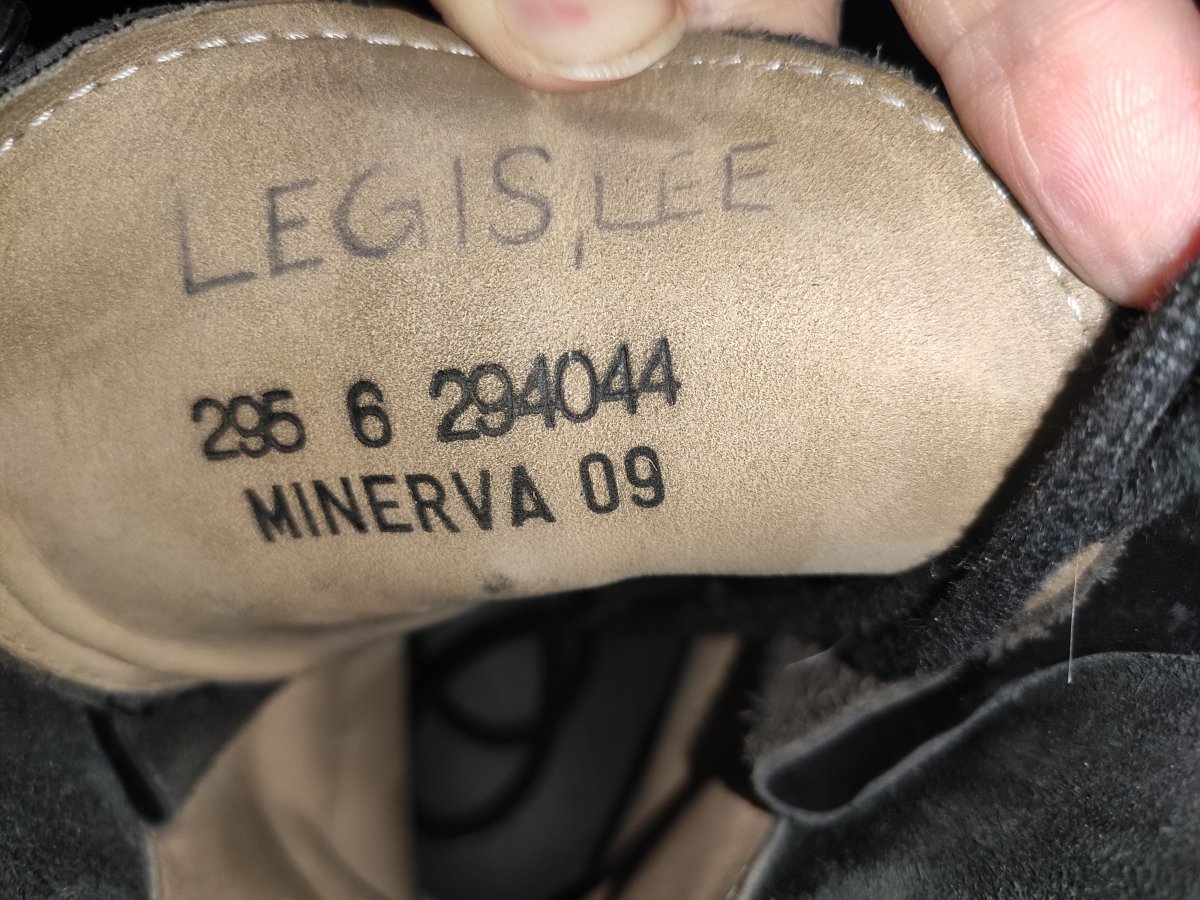 LEGIS, LEE
295 6 294044
MINERVA 09